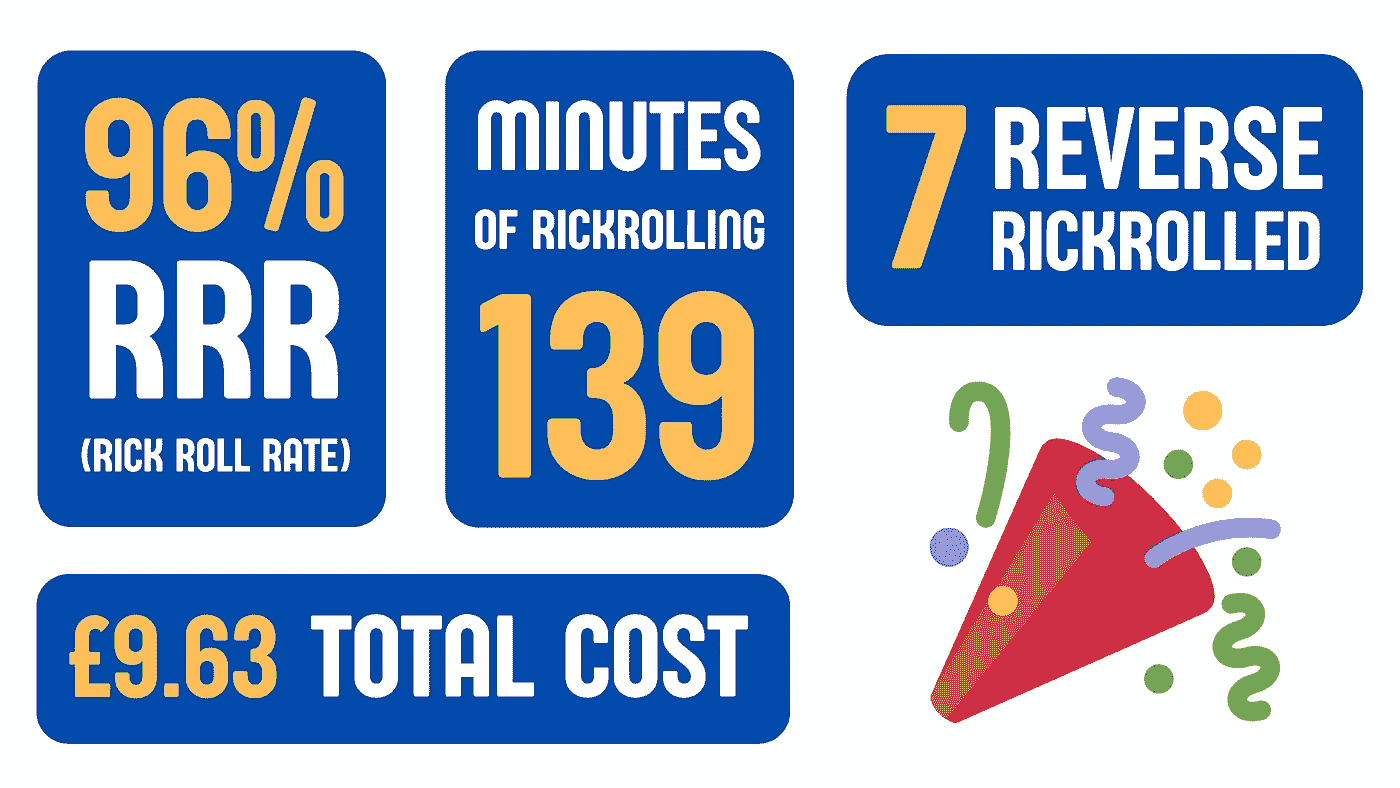 96%
RRR
(RICK ROLL RATE)
MINUTES
OF RICKROLLING
139
7 REVERSE
RICKROLLED
£9.63 TOTAL COST